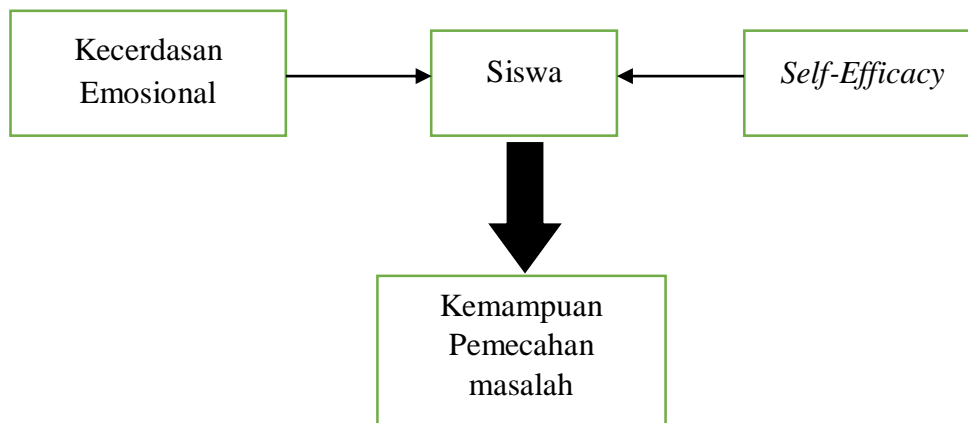 Kecerdasan
Emosional
Siswa
Self-Efficacy
Kemampuan
Pemecahan
masalah